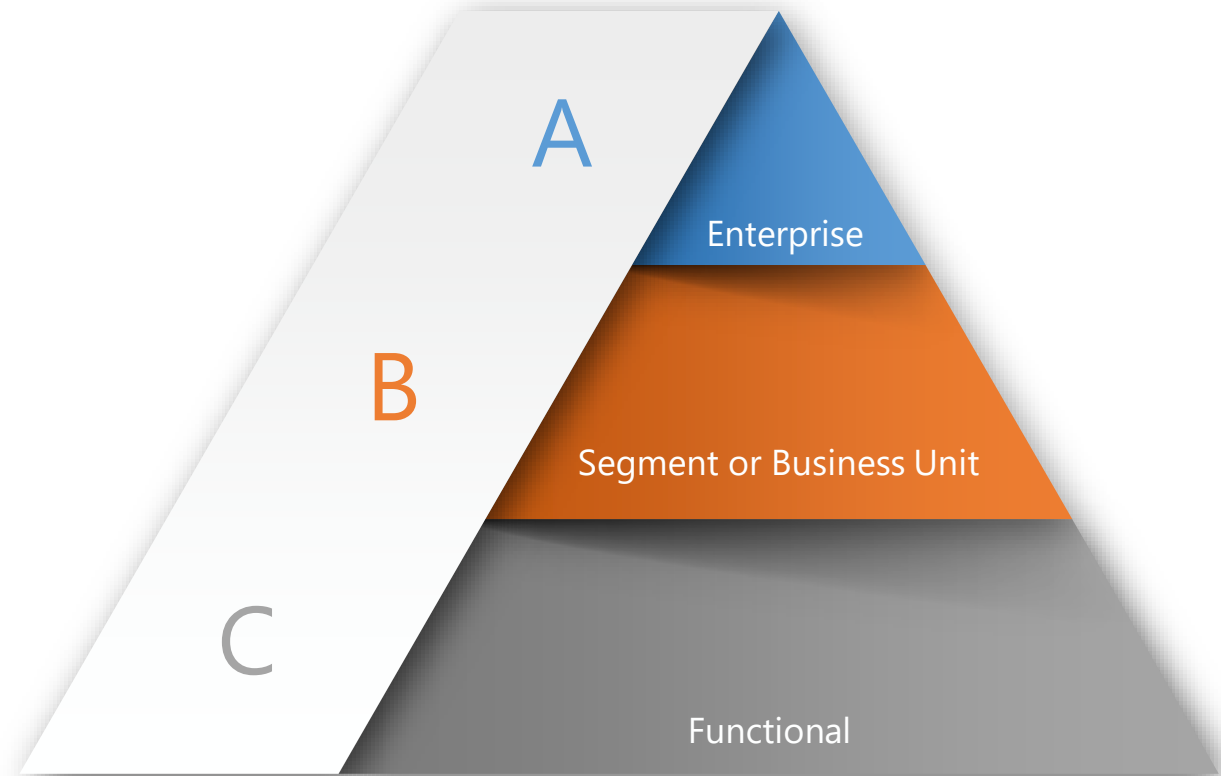 A
Enterprise
B
Segment or Business Unit
C
Functional